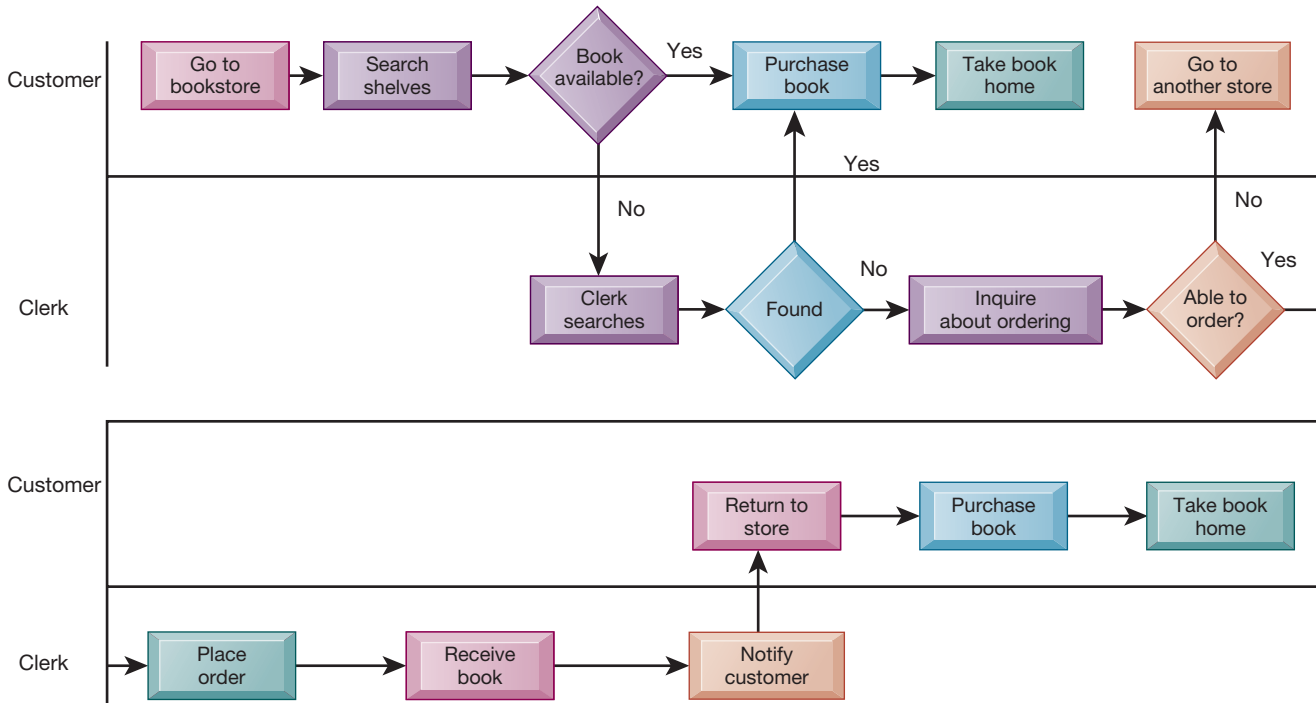 Customer
Go to
bookstore
Search
shelves
Book
available?
Yes
Purchase
book
Take book
home
Go to
another store
Yes
No
No
Clerk
Clerk
searches
Found
No
Inquire
about ordering
Able to
order?
Yes
Customer
Return to
store
Purchase
book
Take book
home
Clerk
Place
order
Receive
book
Notify
customer